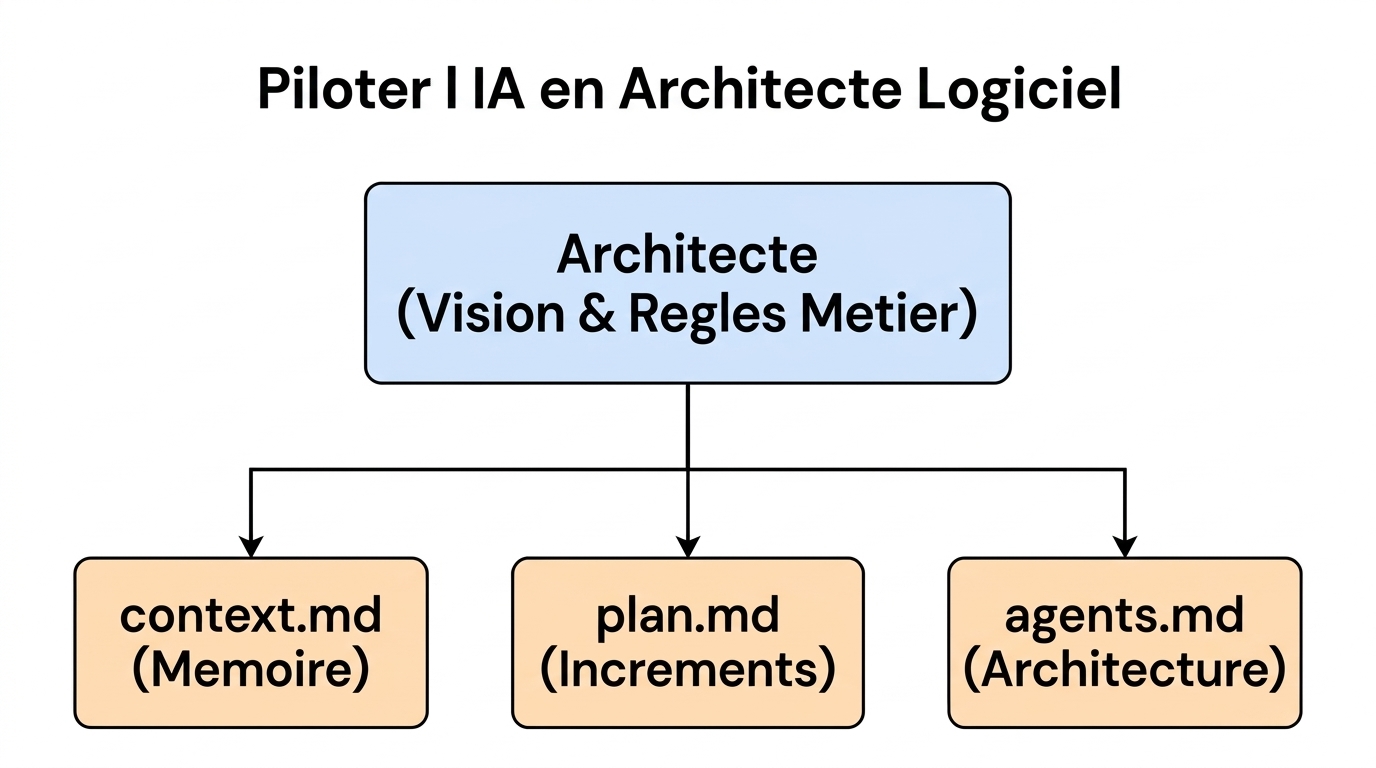 Piloter l IA en Architecte Logiciel
Architecte
(Vision & Regles Metier)
context.md
(Memoire)
plan.md
(Increments)
agents.md
(Architecture)